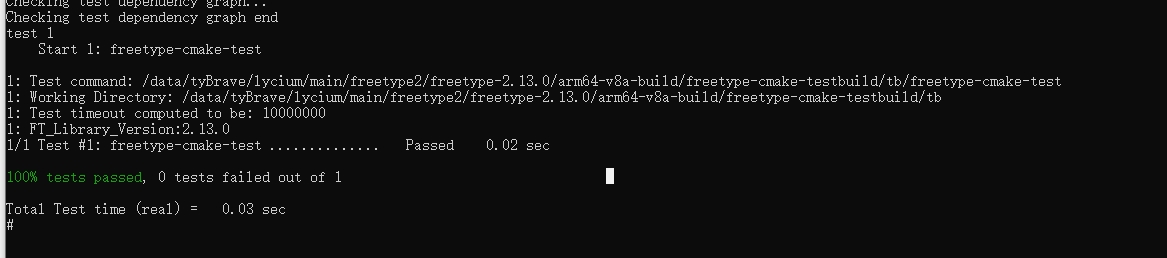 Checking test dependency graph...
Checking test dependency graph end
test 1
    Start 1: freetype-cmake-test

1: Test command: /data/tyBrave/lycium/main/freetype2/freetype-2.13.0/arm64-v8a-build/freetype-cmake-testbuild/tb/freetype-cmake-test
1: Working Directory: /data/tyBrave/lycium/main/freetype2/freetype-2.13.0/arm64-v8a-build/freetype-cmake-testbuild/tb
1: Test timeout computed to be: 10000000
1: FT_Library_Version:2.13.0
1/1 Test #1: freetype-cmake-test ..............   Passed    0.02 sec

100% tests passed, 0 tests failed out of 1

Total Test time (real) =   0.03 sec
#